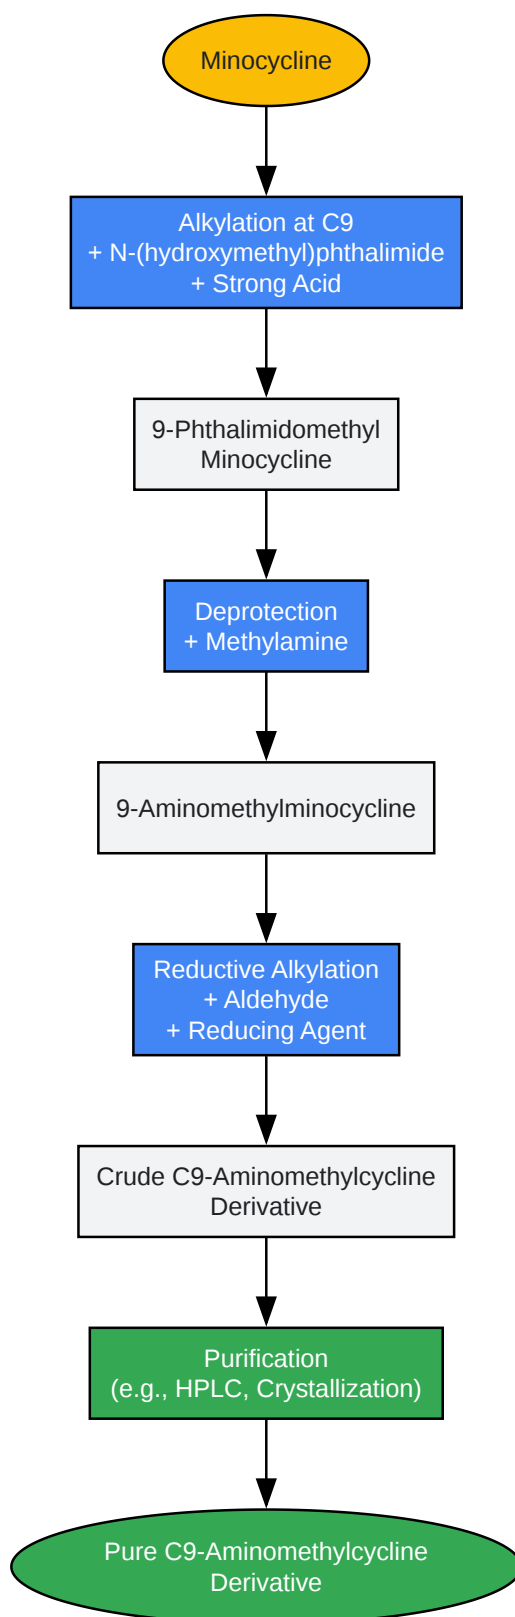 Minocycline
Alkylation at C9
+ N-(hydroxymethyl)phthalimide
+ Strong Acid
9-Phthalimidomethyl
Minocycline
Deprotection
+ Methylamine
9-Aminomethylminocycline
Reductive Alkylation
+ Aldehyde
+ Reducing Agent
Crude C9-Aminomethylcycline
Derivative
Purification
(e.g., HPLC, Crystallization)
Pure C9-Aminomethylcycline
Derivative